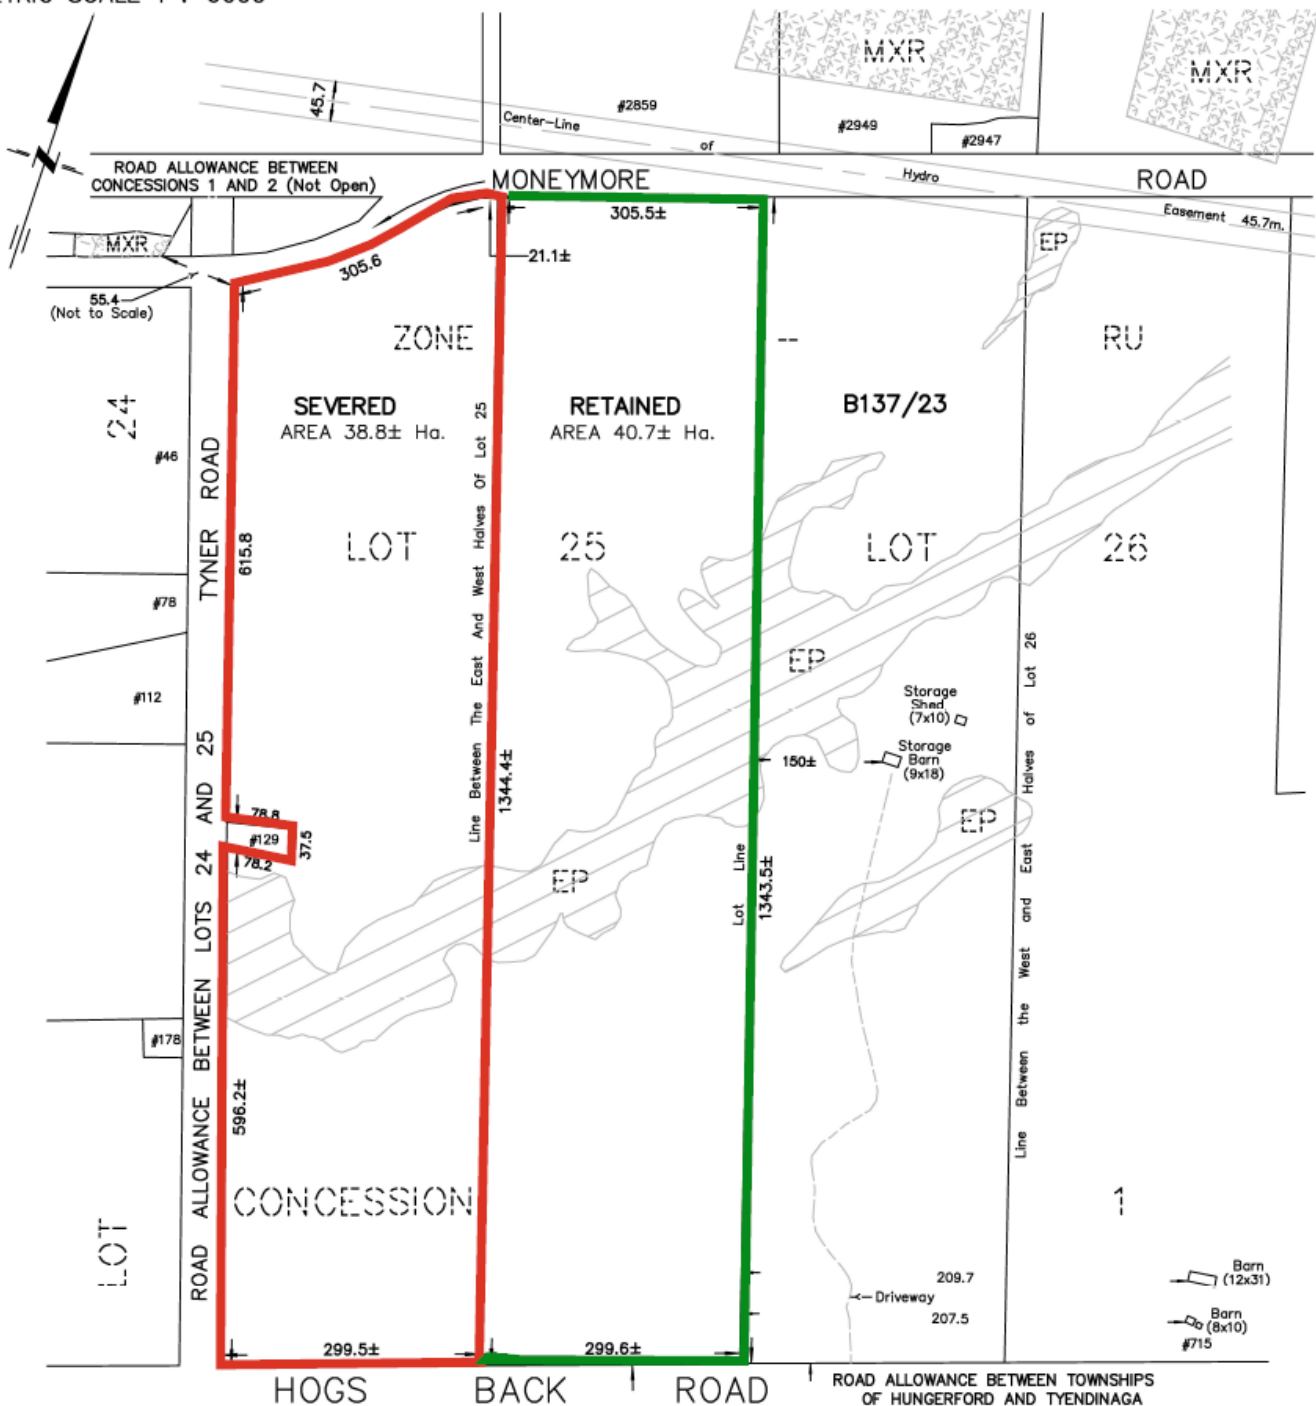 MXR
MXR
45.7
#2859
Center-Line
of
Hydro
#2949
#2947
ROAD ALLOWANCE BETWEEN
CONCESSIONS 1 AND 2 (Not Open)
MONEYMORE
ROAD
305.5±
Easement 45.7m.
MXR
EP
21.1±
305.6
55.4
(Not to Scale)
ZONE
--
RU
SEVERED
AREA 38.8± Ha.
RETAINED
AREA 40.7± Ha.
B137/23
24
#46
TYNER ROAD
615.8
LOT
25
LOT
26
Line Between The East And West Halves Of Lot 25
1344.4±
#78
#112
EP
Storage
Shed
(7x10)
Storage
Barn
(9x18)
150±
Line Between the West and East Halves of Lot 26
78.8
#129
37.5
78.2
EP
EP
Lot Line
1343.5±
ROAD ALLOWANCE BETWEEN LOTS 24 AND 25
#178
596.2±
CONCESSION
1
LOT
209.7
Driveway
207.5
Barn
(12x31)
Barn
(8x10)
#715
299.5±
299.6±
HOGS BACK ROAD
ROAD ALLOWANCE BETWEEN TOWNSHIPS
OF HUNGERFORD AND TYENDINAGA